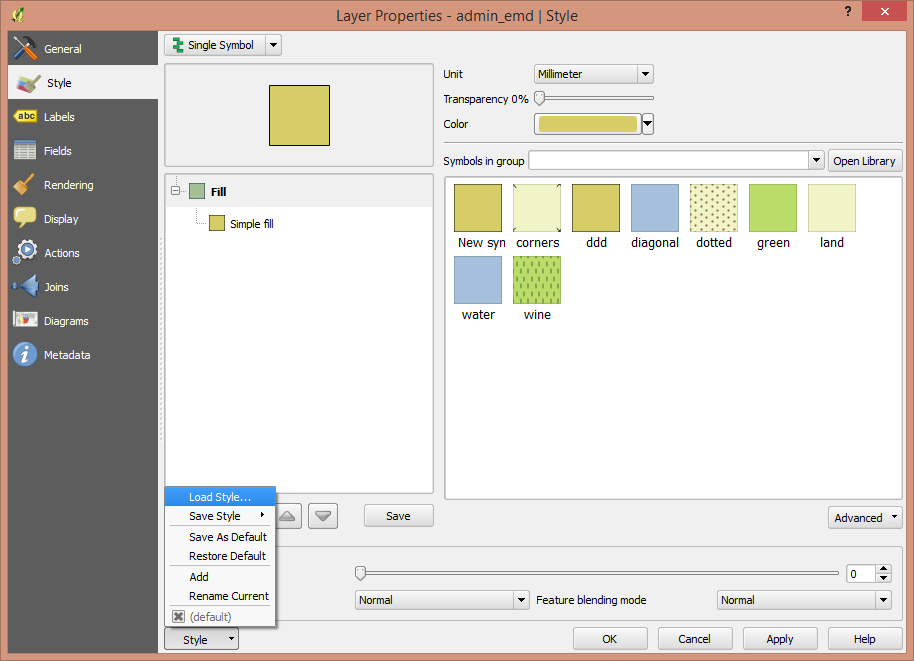 Layer Properties - admin_emd | Style
?
General
Style
abc Labels
Fields
Rendering
Display
Actions
Joins
Diagrams
i Metadata
Single Symbol
Unit
Millimeter
Transparency 0%
Color
Symbols in group
Open Library
Fill
Simple fill
New syn corners ddd diagonal dotted green land
water wine
Save
Advanced
Load Style...
Save Style
Save As Default
Restore Default
Add
Rename Current
(default)
0
Normal
Feature blending mode
Normal
Style
OK
Cancel
Apply
Help